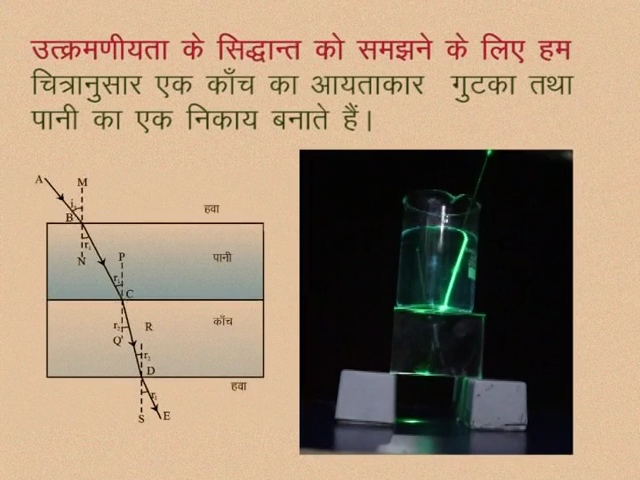 उत्क्रमणीयता के सिद्धान्त को समझने के लिए हम
चित्रानुसार एक काँच का आयताकार गुटका तथा
पानी का एक निकाय बनाते हैं।
A
M
हवा
B
N
P
पानी
C
काँच
R
Q
D
हवा
S
E